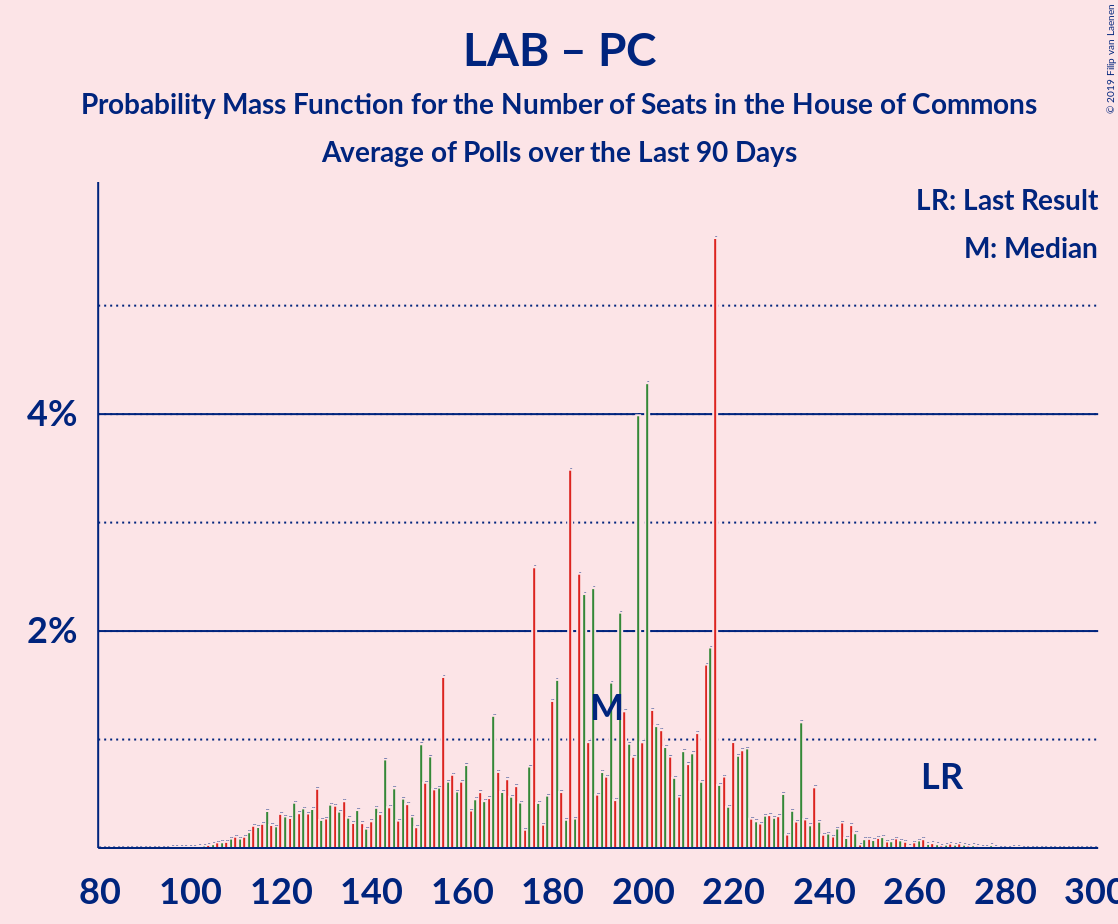 LAB – PC
Probability Mass Function for the Number of Seats in the House of Commons
Average of Polls over the Last 90 Days
© 2019 Filip van Laenen
LR: Last Result
M: Median
4%
2%
M
LR
80 100 120 140 160 180 200 220 240 260 280 300